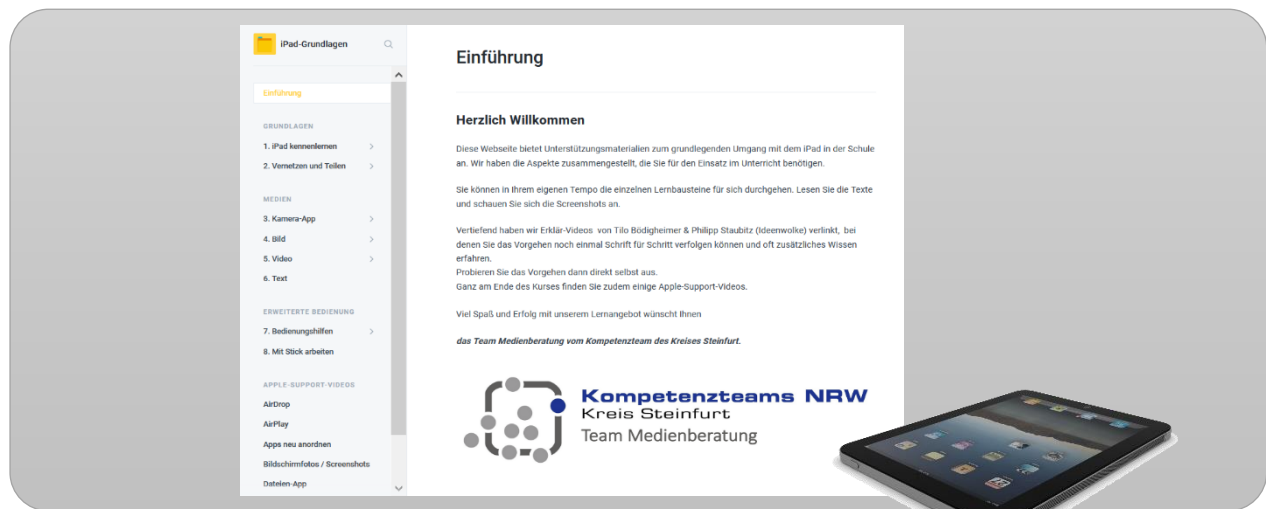 iPad-Grundlagen
Einführung
GRUNDLAGEN
1. iPad kennenlernen
2. Vernetzen und Teilen
MEDIEN
3. Kamera-App
4. Bild
5. Video
6. Text
ERWEITERTE BEDIENUNG
7. Bedienungshilfen
8. Mit Stick arbeiten
APPLE-SUPPORT-VIDEOS
AirDrop
AirPlay
Apps neu anordnen
Bildschirmfotos / Screenshots
Dateien-App
Einführung
Herzlich Willkommen
Diese Webseite bietet Unterstützungsmaterialien zum grundlegenden Umgang mit dem iPad in der Schule
an. Wir haben die Aspekte zusammengestellt, die Sie für den Einsatz im Unterricht benötigen.
Sie können in Ihrem eigenen Tempo die einzelnen Lernbausteine für sich durchgehen. Lesen Sie die Texte
und schauen Sie sich die Screenshots an.
Vertiefend haben wir Erklär-Videos von Tilo Bödigheimer & Philipp Staubitz (Ideenwolke) verlinkt, bei
denen Sie das Vorgehen noch einmal Schrift für Schritt verfolgen können und oft zusätzliches Wissen
erfahren.
Probieren Sie das Vorgehen dann direkt selbst aus.
Ganz am Ende des Kurses finden Sie zudem einige Apple-Support-Videos.
Viel Spaß und Erfolg mit unserem Lernangebot wünscht Ihnen
das Team Medienberatung vom Kompetenzteam des Kreises Steinfurt.
Kompetenzteams NRW
Kreis Steinfurt
Team Medienberatung